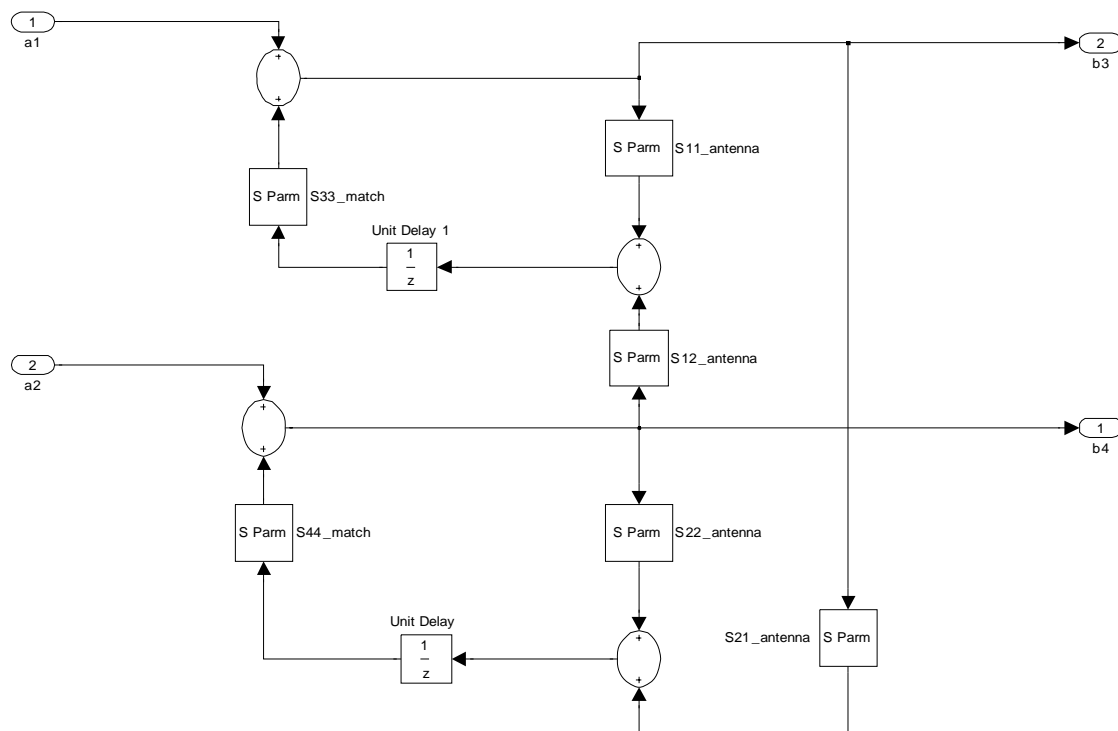 1
a1
2
b3
+
+
S Parm S11_antenna
S Parm S33_match
Unit Delay 1
1
z
+
+
S Parm S12_antenna
2
a2
+
+
1
b4
S Parm S44_match
S Parm S22_antenna
Unit Delay
1
z
+
+
S21_antenna S Parm